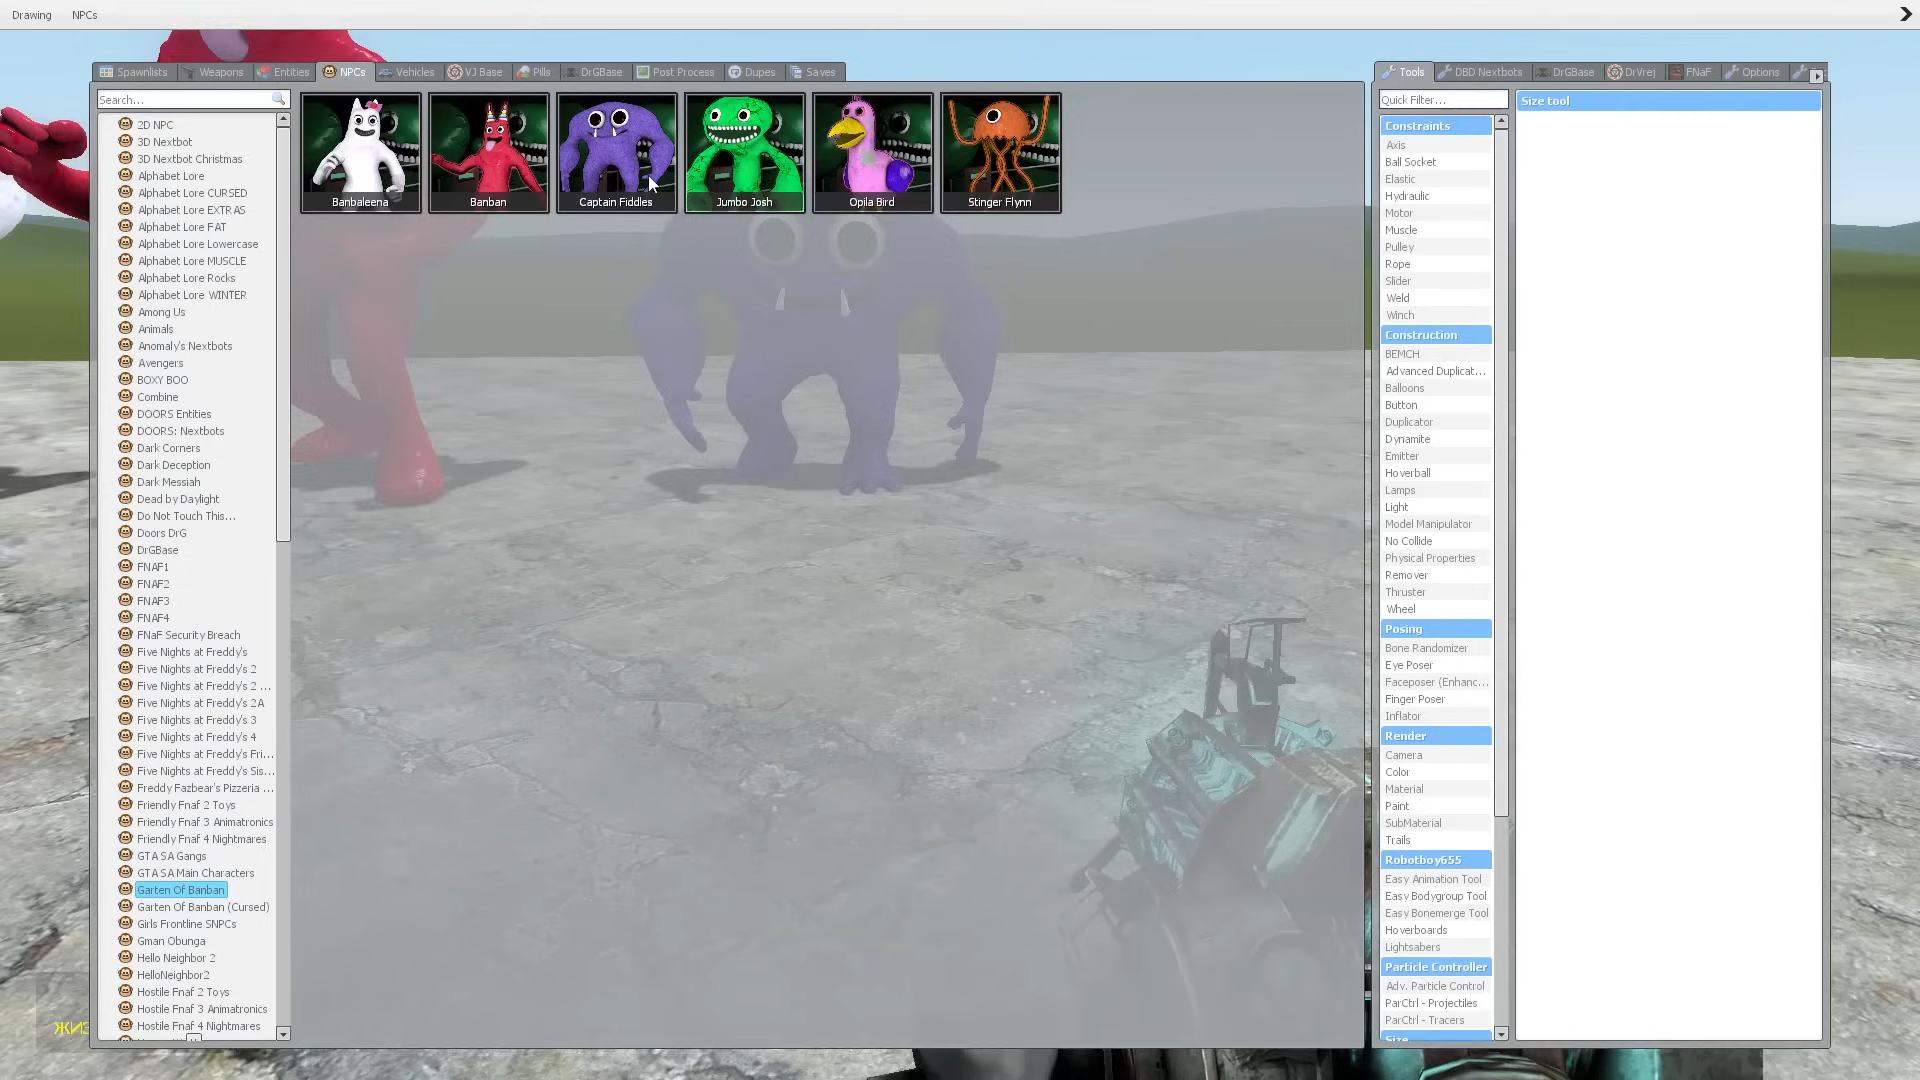 Drawing NPCs
Spawnlists Weapons Entities NPCs Vehicles VJ Base Pills DrGBase Post Process Dupes Saves
Tools DBD Nextbots DrGBase DrVrej FNaF Options
Search...
2D NPC
3D Nextbot
3D Nextbot Christmas
Alphabet Lore
Alphabet Lore CURSED
Alphabet Lore EXTRAS
Alphabet Lore FAT
Alphabet Lore Lowercase
Alphabet Lore MUSCLE
Alphabet Lore Rocks
Alphabet Lore WINTER
Among Us
Animals
Anomaly's Nextbots
Avengers
BOXY BOO
Combine
DOORS Entities
DOORS: Nextbots
Dark Corners
Dark Deception
Dark Messiah
Dead by Daylight
Do Not Touch This...
Doors DrG
DrGBase
FNAF1
FNAF2
FNAF3
FNAF4
FNaF Security Breach
Five Nights at Freddy's
Five Nights at Freddy's 2
Five Nights at Freddy's 2 ...
Five Nights at Freddy's 2A
Five Nights at Freddy's 3
Five Nights at Freddy's 4
Five Nights at Freddy's Fri...
Five Nights at Freddy's Sis...
Freddy Fazbear's Pizzeria ...
Friendly Fnaf 2 Toys
Friendly Fnaf 3 Animatronics
Friendly Fnaf 4 Nightmares
GTA SA Gangs
GTA SA Main Characters
Garten Of Banban
Garten Of Banban (Cursed)
Girls Frontline SNPCs
Gman Obunga
Hello Neighbor 2
HelloNeighbor2
Hostile Fnaf 2 Toys
Hostile Fnaf 3 Animatronics
Hostile Fnaf 4 Nightmares
ЖИЗ
Banbaleena Banban Captain Fiddles Jumbo Josh Opila Bird Stinger Flynn
Quick Filter...
Constraints
Axis
Ball Socket
Elastic
Hydraulic
Motor
Muscle
Pulley
Rope
Slider
Weld
Winch
Construction
BEMCH
Advanced Duplicat...
Balloons
Button
Duplicator
Dynamite
Emitter
Hoverball
Lamps
Light
Model Manipulator
No Collide
Physical Properties
Remover
Thruster
Wheel
Posing
Bone Randomizer
Eye Poser
Faceposer (Enhanc...
Finger Poser
Inflator
Render
Camera
Color
Material
Paint
SubMaterial
Trails
Robotboy655
Easy Animation Tool
Easy Bodygroup Tool
Easy Bonemerge Tool
Hoverboards
Lightsabers
Particle Controller
Adv. Particle Control
ParCtrl - Projectiles
ParCtrl - Tracers
Size
Size tool